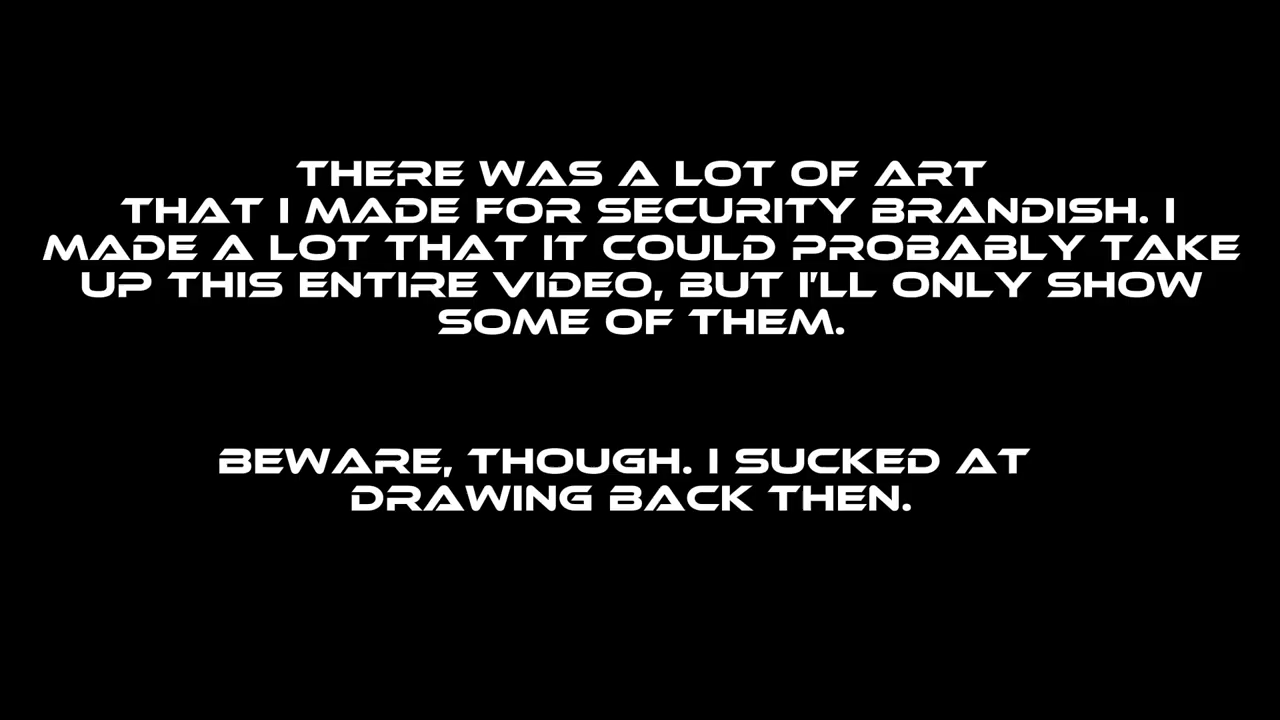 THERE WAS A LOT OF ART
THAT I MADE FOR SECURITY BRANDISH. I
MADE A LOT THAT IT COULD PROBABLY TAKE
UP THIS ENTIRE VIDEO, BUT I'LL ONLY SHOW
SOME OF THEM.
BEWARE, THOUGH. I SUCKED AT
DRAWING BACK THEN.